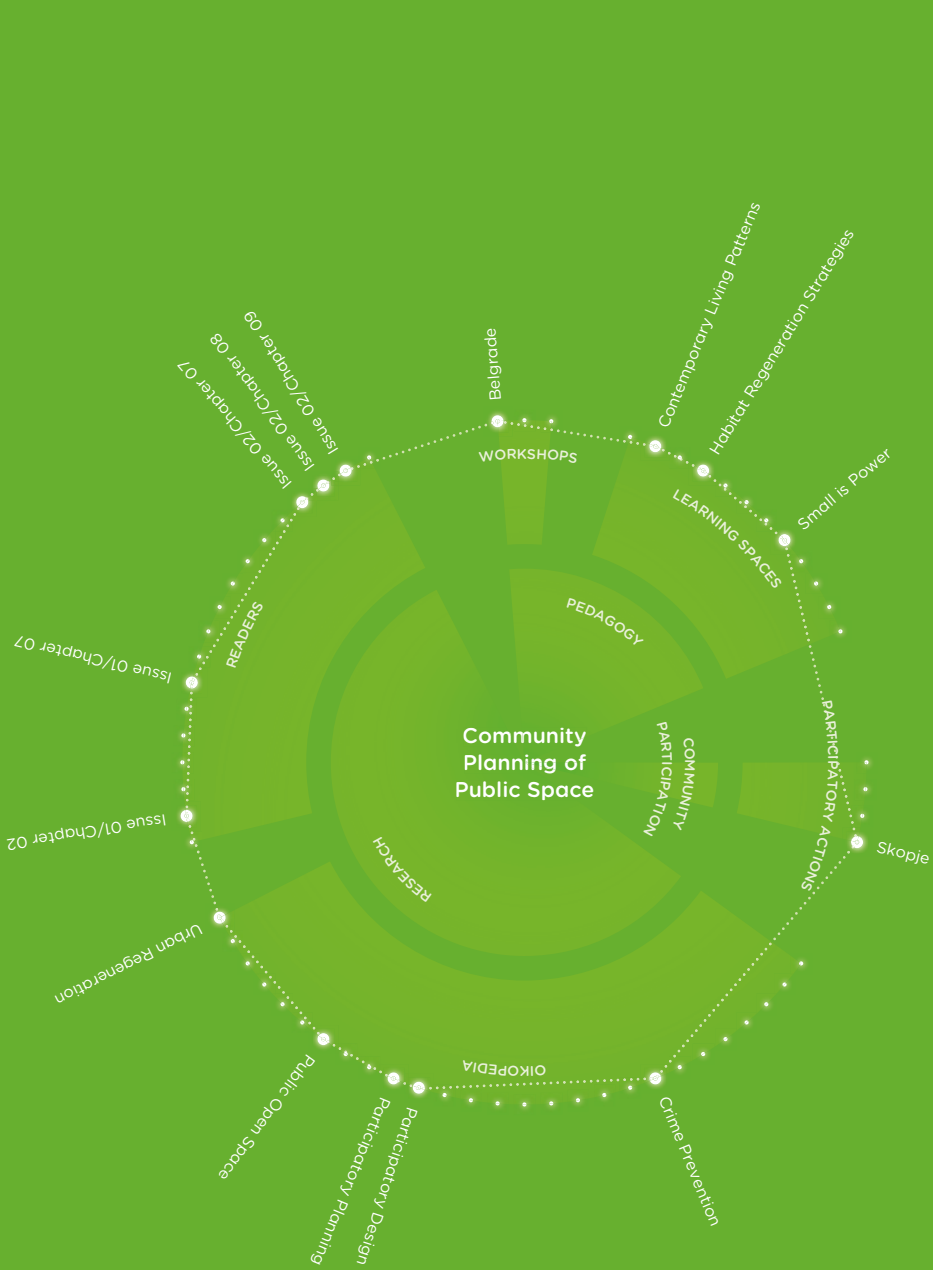 Community
Planning of
Public Space
WORKSHOPS
LEARNING SPACES
PEDAGOGY
COMMUNITY
PARTICIPATION
PARTICIPATORY ACTIONS
RESEARCH
OIKOPEDIA
READERS
Belgrade
Contemporary Living Patterns
Habitat Regeneration Strategies
Small is Power
Skopje
Crime Prevention
Participatory Design
Participatory Planning
Public Open Space
Urban Regeneration
Issue 01/Chapter 02
Issue 01/Chapter 07
Issue 02/Chapter 07
Issue 02/Chapter 08
Issue 02/Chapter 09